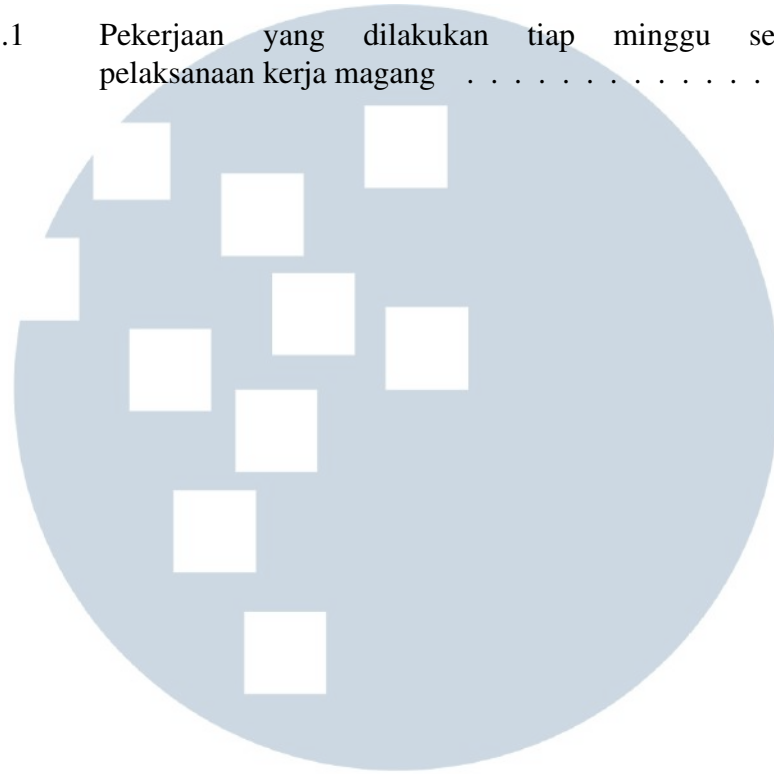 .1 Pekerjaan yang dilakukan tiap minggu se
pelaksanaan kerja magang . . . . . . . . . . . . .